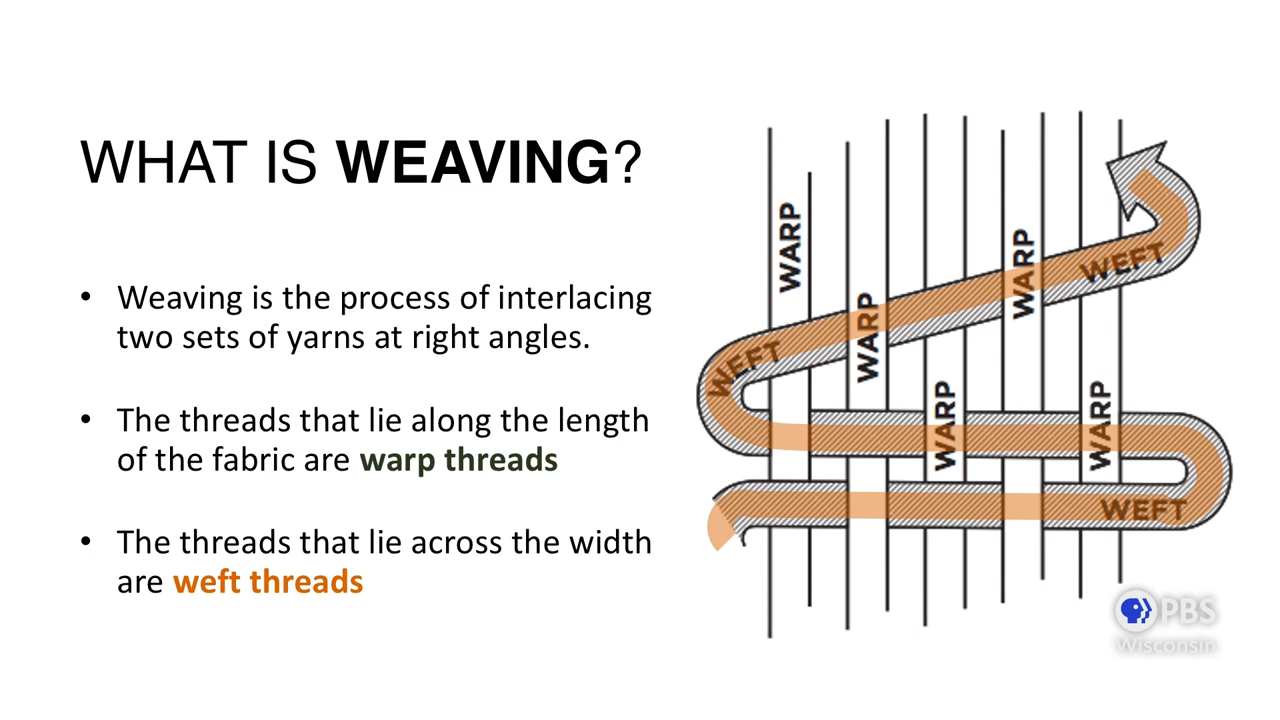 WHAT IS WEAVING?
• Weaving is the process of interlacing
two sets of yarns at right angles.
• The threads that lie along the length
of the fabric are warp threads
• The threads that lie across the width
are weft threads
WARP
WARP
WEFT
WARP
WEFT
WARP
WARP
WEFT
PBS
Wisconsin